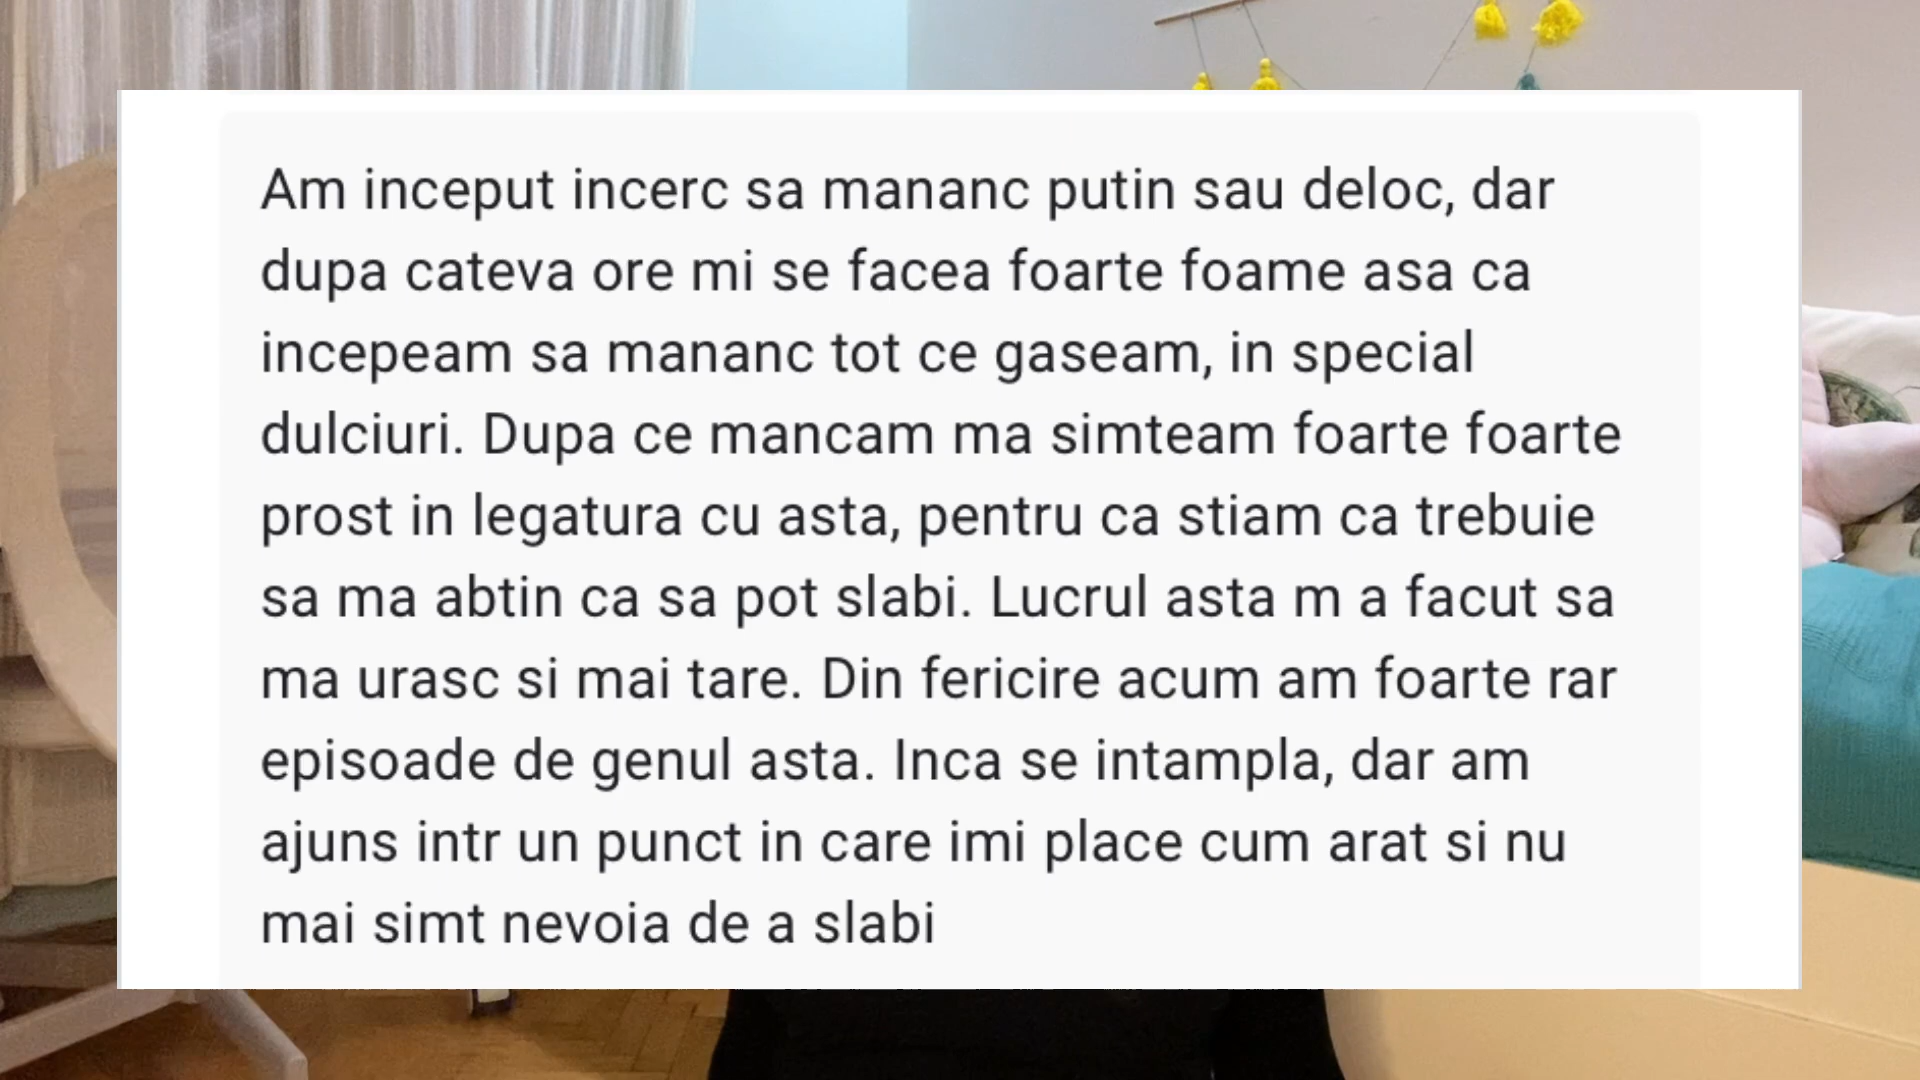 Am inceput incerc sa mananc putin sau deloc, dar
dupa cateva ore mi se facea foarte foame asa ca
incepeam sa mananc tot ce gaseam, in special
dulciuri. Dupa ce mancam ma simteam foarte foarte
prost in legatura cu asta, pentru ca stiam ca trebuie
sa ma abtin ca sa pot slabi. Lucrul asta m a facut sa
ma urasc si mai tare. Din fericire acum am foarte rar
episoade de genul asta. Inca se intampla, dar am
ajuns intr un punct in care imi place cum arat si nu
mai simt nevoia de a slabi